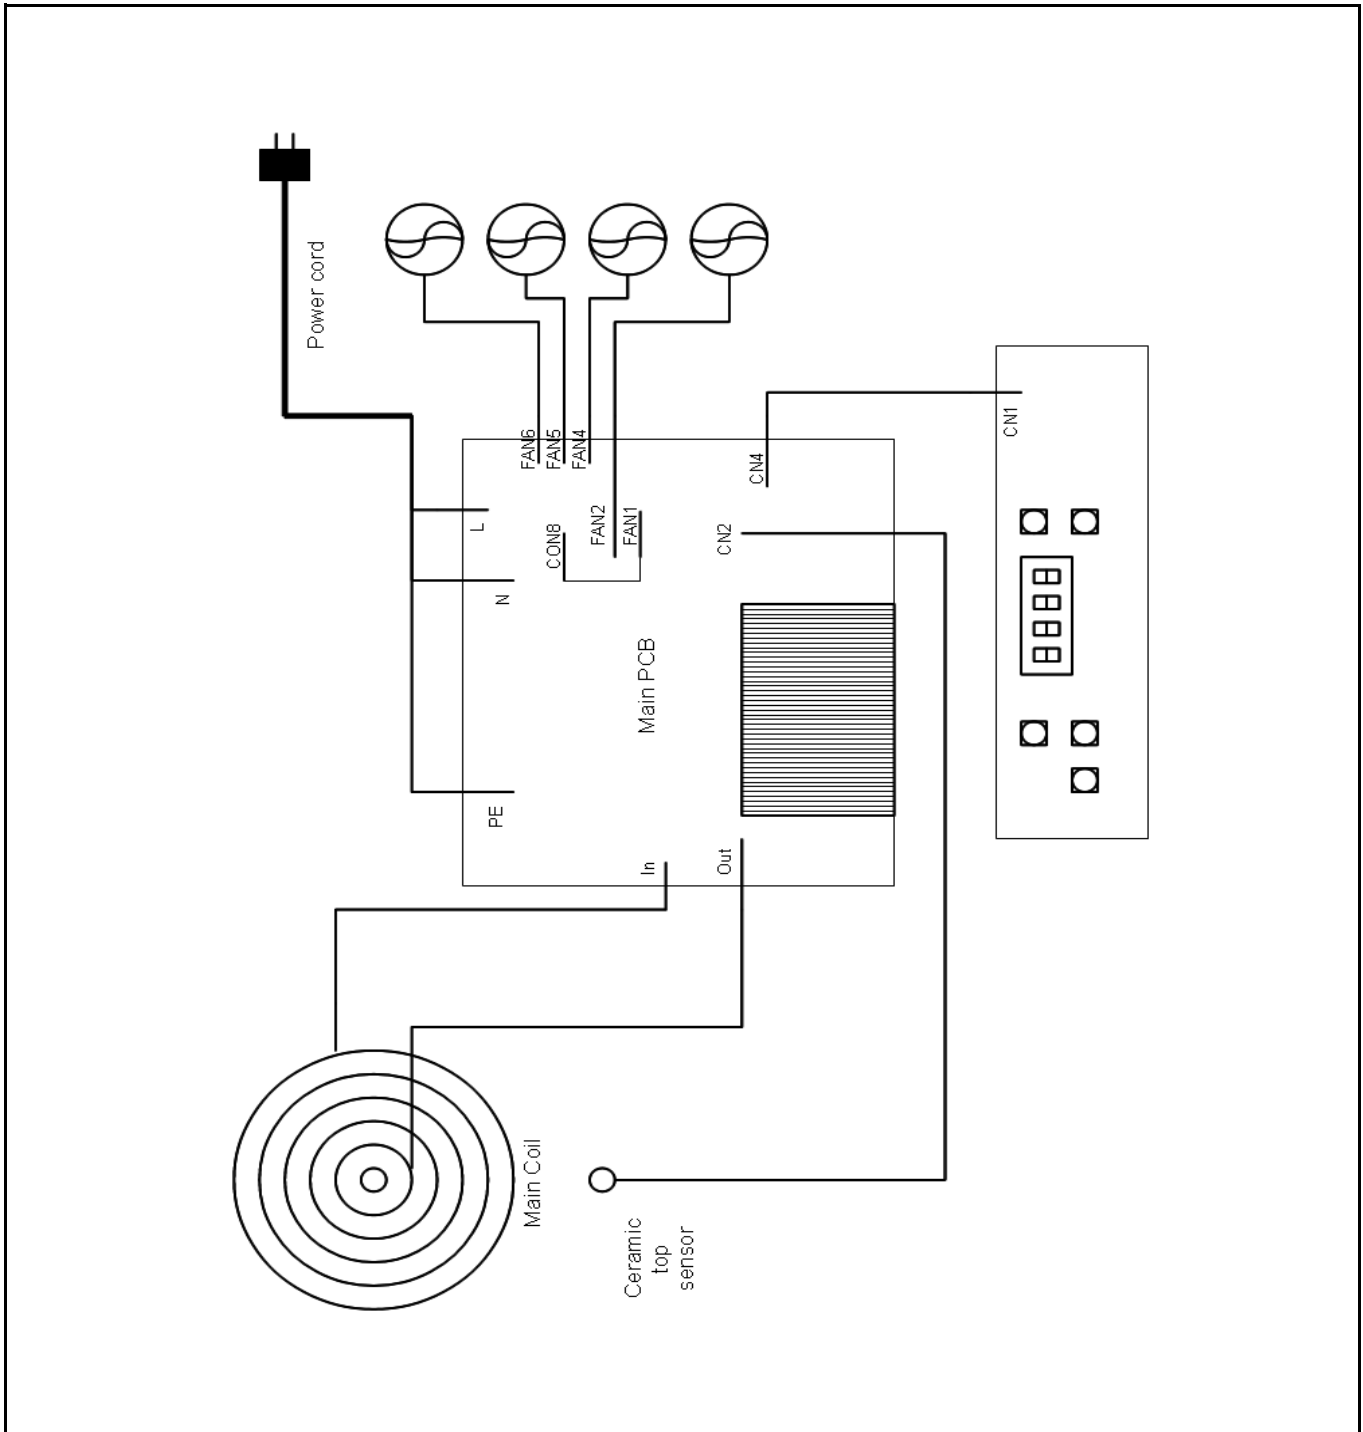 Power cord
FAN6
FAN5
FAN4
FAN2
FAN1
CON8
CN4
CN2
CN1
L
N
PE
Main PCB
In
Out
Main Coil
Ceramic
top
sensor